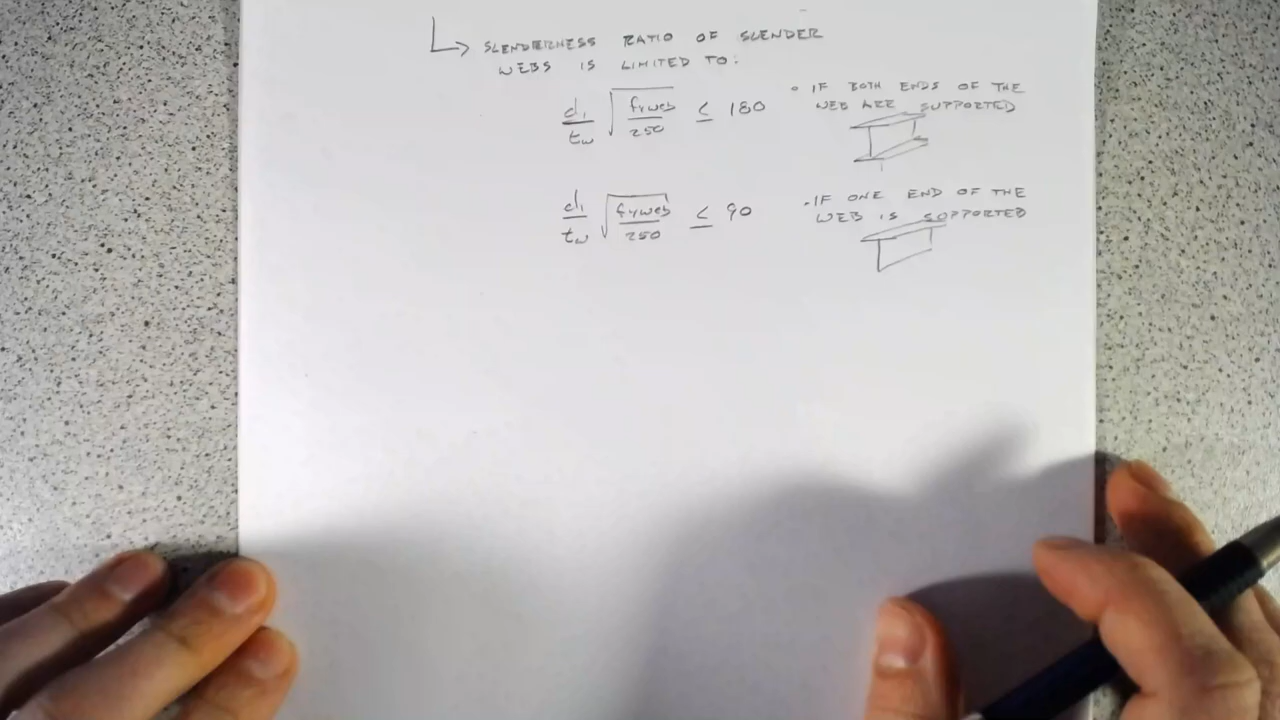 SLENDERNESS RATIO OF SLENDER
WEBS IS LIMITED TO:
d1/tw √(fyweb/250) ≤ 180
• IF BOTH ENDS OF THE
WEB ARE SUPPORTED
d1/tw √(fyweb/250) ≤ 90
• IF ONE END OF THE
WEB IS SUPPORTED